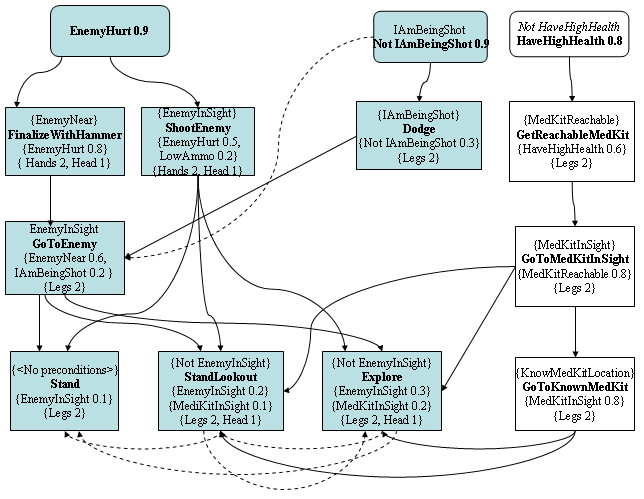 EnemyHurt 0.9
IAmBeingShot
Not IAmBeingShot 0.9
Not HaveHighHealth
HaveHighHealth 0.8
{EnemyNear}
FinalizeWithHammer
{EnemyHurt 0.8}
{ Hands 2, Head 1}
{EnemyInSight}
ShootEnemy
{EnemyHurt 0.5,
LowAmmo 0.2}
{Hands 2, Head 1}
{IAmBeingShot}
Dodge
{Not IAmBeingShot 0.3}
{Legs 2}
{MedKitReachable}
GetReachableMedKit
{HaveHighHealth 0.6}
{Legs 2}
EnemyInSight
GoToEnemy
{EnemyNear 0.6,
IAmBeingShot 0.2 }
{Legs 2}
{MedKitInSight}
GoToMedKitInSight
{MedKitReachable 0.8}
{Legs 2}
{<No preconditions>}
Stand
{EnemyInSight 0.1}
{Legs 2}
{Not EnemyInSight}
StandLookout
{EnemyInSight 0.2}
{MediKitInSight 0.1}
{Legs 2, Head 1}
{Not EnemyInSight}
Explore
{EnemyInSight 0.3}
{MedKitInSight 0.2}
{Legs 2, Head 1}
{KnowMedKitLocation}
GoToKnownMedKit
{MedKitInSight 0.8}
{Legs 2}